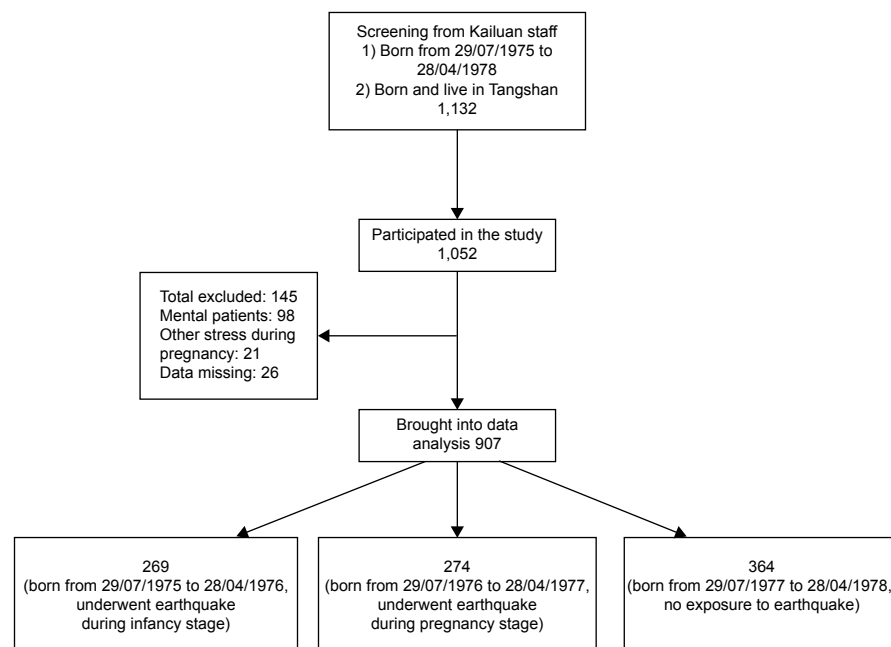 Screening from Kailuan staff
1) Born from 29/07/1975 to
28/04/1978
2) Born and live in Tangshan
1,132
Participated in the study
1,052
Total excluded: 145
Mental patients: 98
Other stress during
pregnancy: 21
Data missing: 26
Brought into data
analysis 907
269
(born from 29/07/1975 to 28/04/1976,
underwent earthquake
during infancy stage)
274
(born from 29/07/1976 to 28/04/1977,
underwent earthquake
during pregnancy stage)
364
(born from 29/07/1977 to 28/04/1978,
no exposure to earthquake)